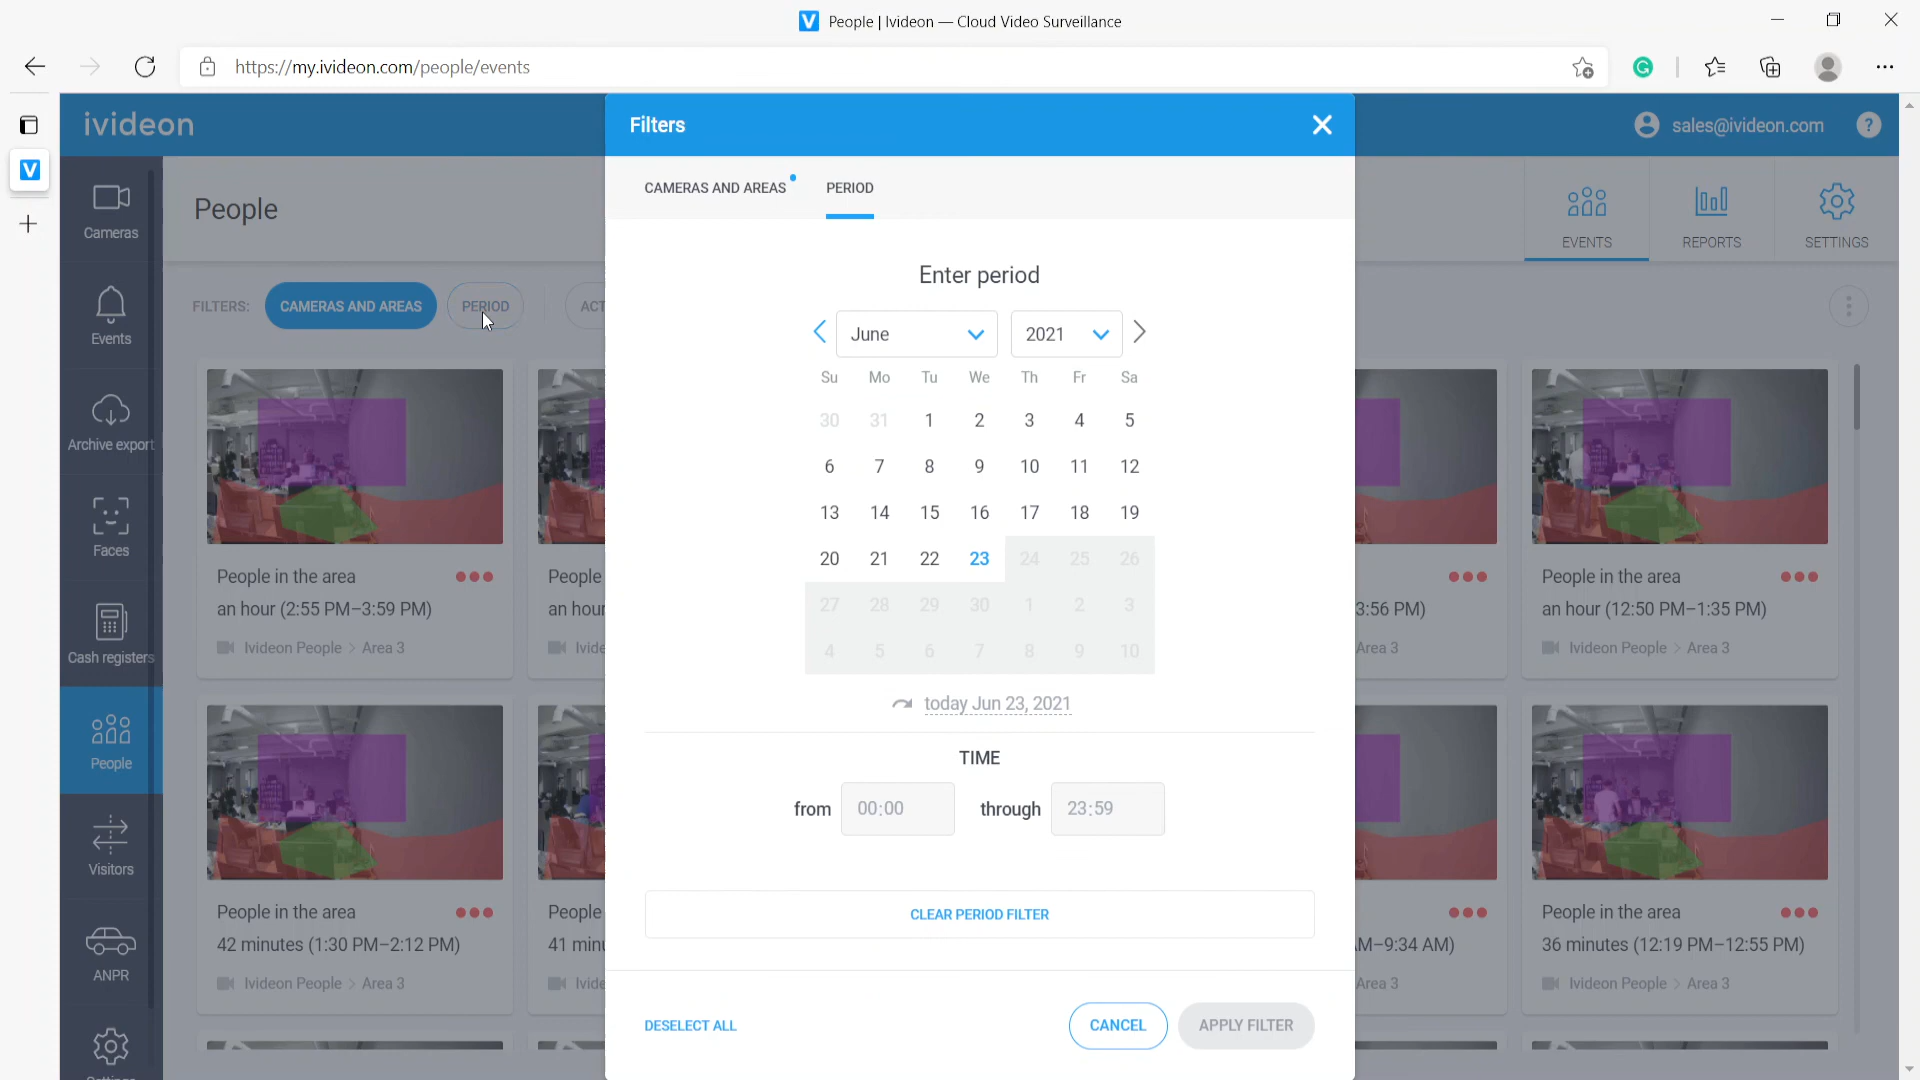 People | Ivideon — Cloud Video Surveillance
https://my.ivideon.com/people/events
ivideon
sales@ivideon.com
Filters
CAMERAS AND AREAS
PERIOD
People
EVENTS
REPORTS
SETTINGS
Cameras
Events
Archive export
Faces
Cash registers
People
Visitors
ANPR
FILTERS:
CAMERAS AND AREAS
PERIOD
ACT
Enter period
June
2021
Su Mo Tu We Th Fr Sa
30 31 1 2 3 4 5
6 7 8 9 10 11 12
13 14 15 16 17 18 19
20 21 22 23 24 25 26
27 28 29 30 1 2 3
4 5 6 7 8 9 10
today Jun 23, 2021
TIME
from 00:00 through 23:59
CLEAR PERIOD FILTER
DESELECT ALL
CANCEL
APPLY FILTER
People in the area
an hour (2:55 PM–3:59 PM)
Ivideon People > Area 3
People
an hour
Ivide
3:56 PM)
Area 3
People in the area
an hour (12:50 PM–1:35 PM)
Ivideon People > Area 3
People in the area
42 minutes (1:30 PM–2:12 PM)
Ivideon People > Area 3
People
41 minu
Ivide
M–9:34 AM)
Area 3
People in the area
36 minutes (12:19 PM–12:55 PM)
Ivideon People > Area 3